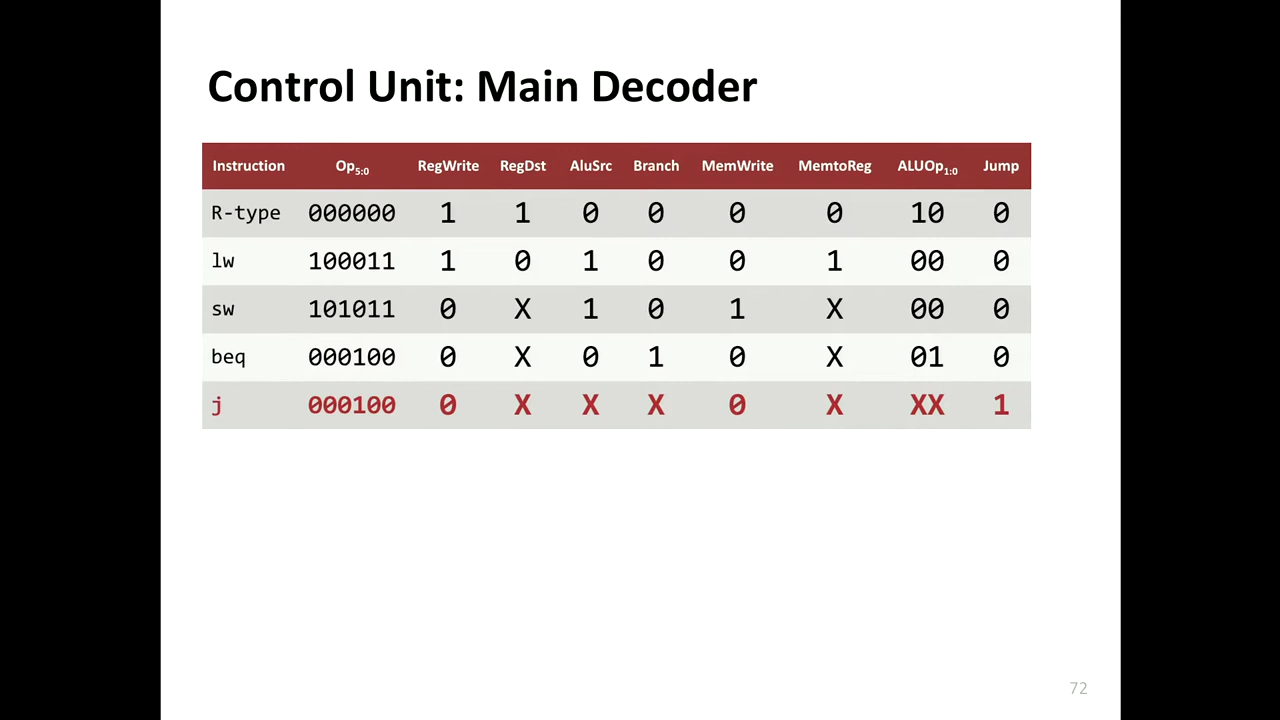 Control Unit: Main Decoder
Instruction Op5:0 RegWrite RegDst AluSrc Branch MemWrite MemtoReg ALUOp1:0 Jump
R-type 000000 1 1 0 0 0 0 10 0
lw 100011 1 0 1 0 0 1 00 0
sw 101011 0 X 1 0 1 X 00 0
beq 000100 0 X 0 1 0 X 01 0
j 000100 0 X X X 0 X XX 1
72